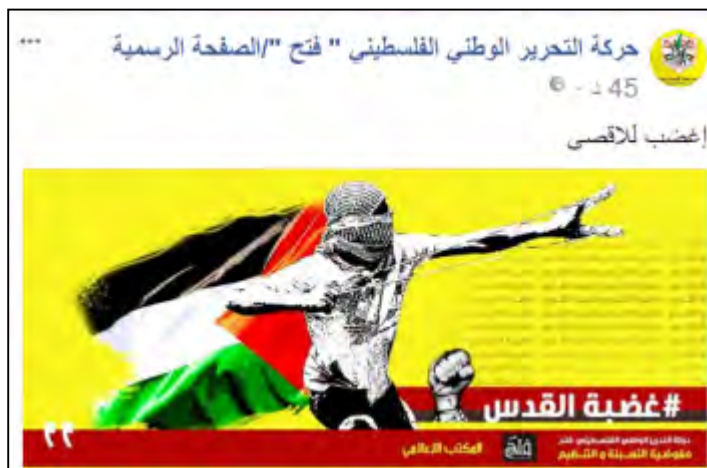 حركة التحرير الوطني الفلسطيني " فتح "/الصفحة الرسمية
45 د
إغضب للاقصى
#غضبة القدس
حركة التحرير الوطني الفلسطيني فتح
مفوضية التعبئة و التنظيم
فتح
المكتب الإعلامي